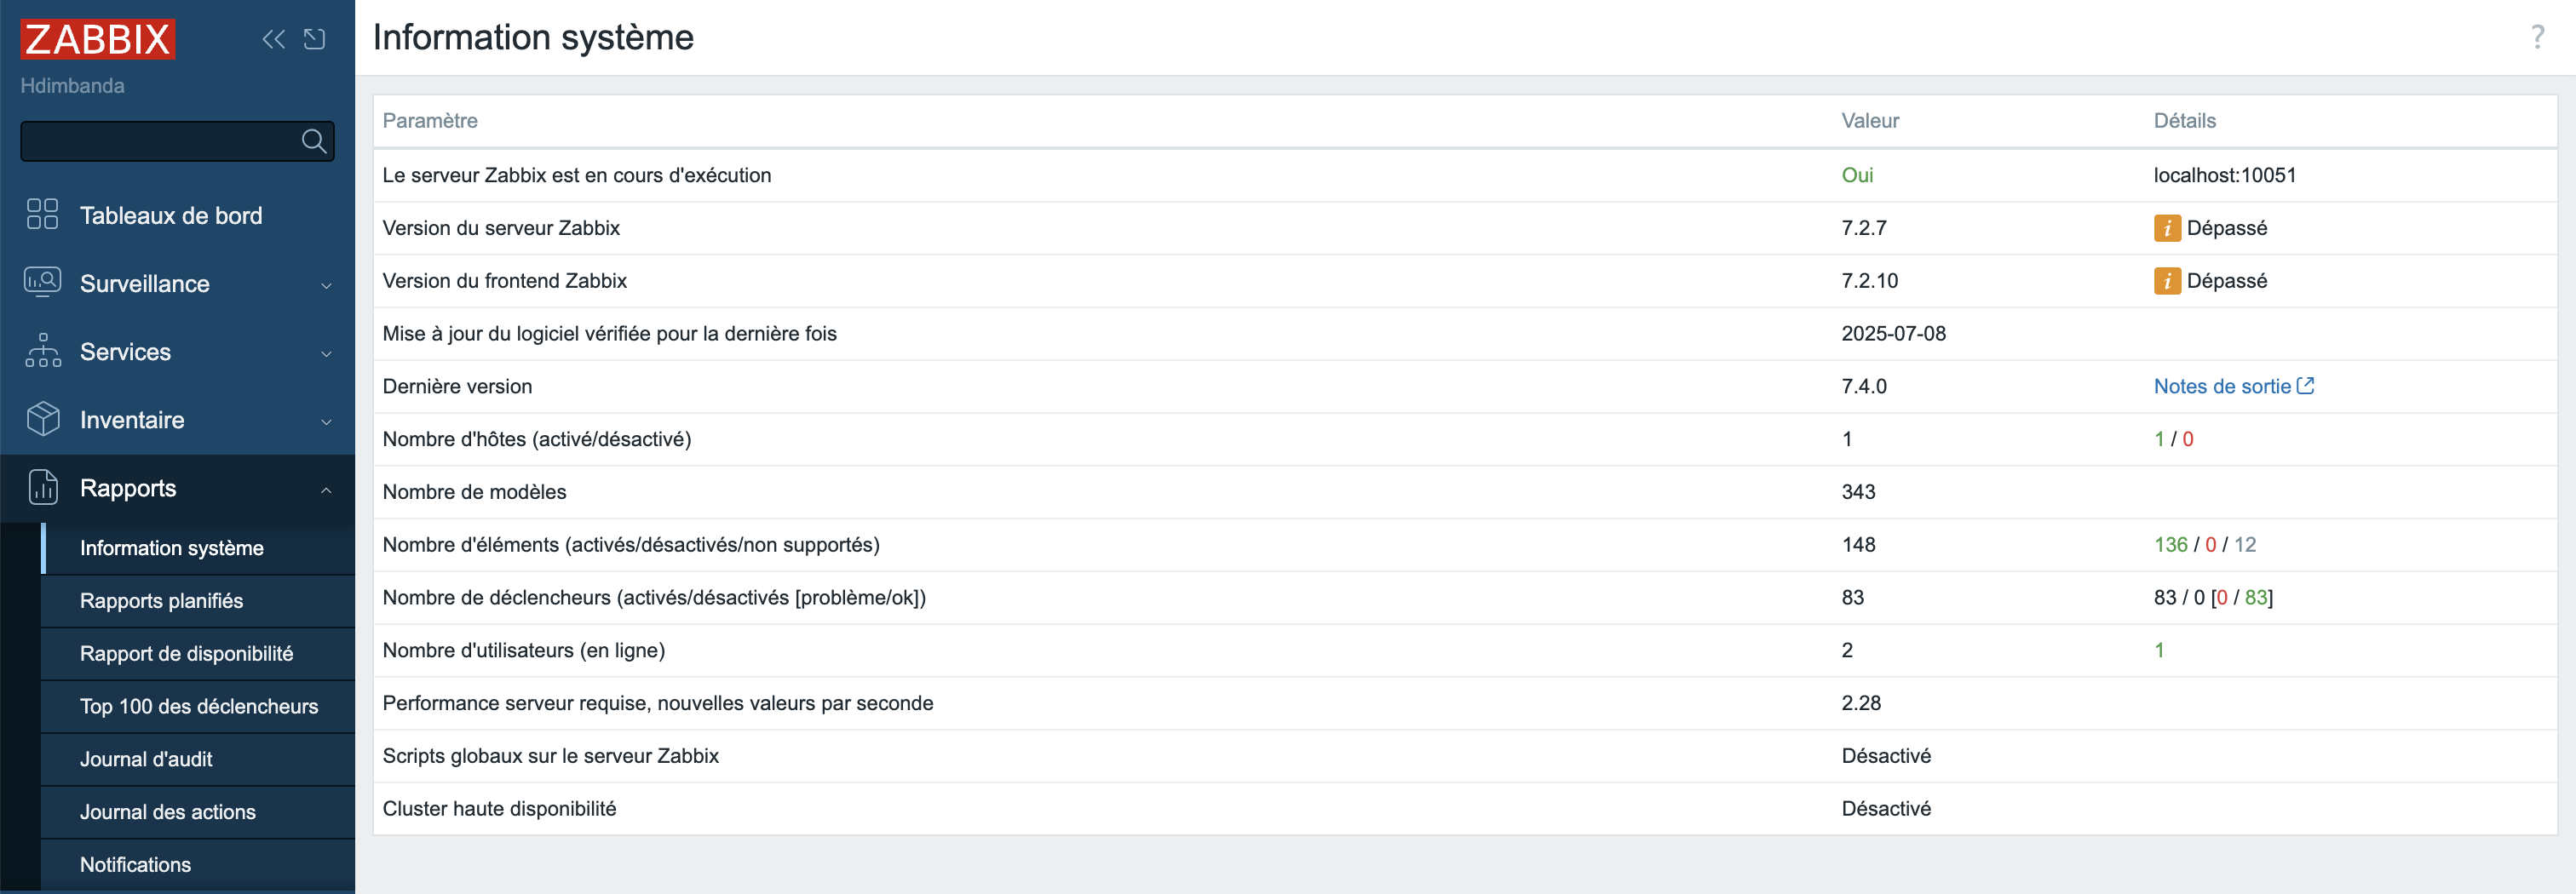 ZABBIX
Hdimbanda
Tableaux de bord
Surveillance
Services
Inventaire
Rapports
Information système
Rapports planifiés
Rapport de disponibilité
Top 100 des déclencheurs
Journal d'audit
Journal des actions
Notifications
Information système
?
Paramètre Valeur Détails
Le serveur Zabbix est en cours d'exécution Oui localhost:10051
Version du serveur Zabbix 7.2.7 i Dépassé
Version du frontend Zabbix 7.2.10 i Dépassé
Mise à jour du logiciel vérifiée pour la dernière fois 2025-07-08
Dernière version 7.4.0 Notes de sortie
Nombre d'hôtes (activé/désactivé) 1 1 / 0
Nombre de modèles 343
Nombre d'éléments (activés/désactivés/non supportés) 148 136 / 0 / 12
Nombre de déclencheurs (activés/désactivés [problème/ok]) 83 83 / 0 [0 / 83]
Nombre d'utilisateurs (en ligne) 2 1
Performance serveur requise, nouvelles valeurs par seconde 2.28
Scripts globaux sur le serveur Zabbix Désactivé
Cluster haute disponibilité Désactivé